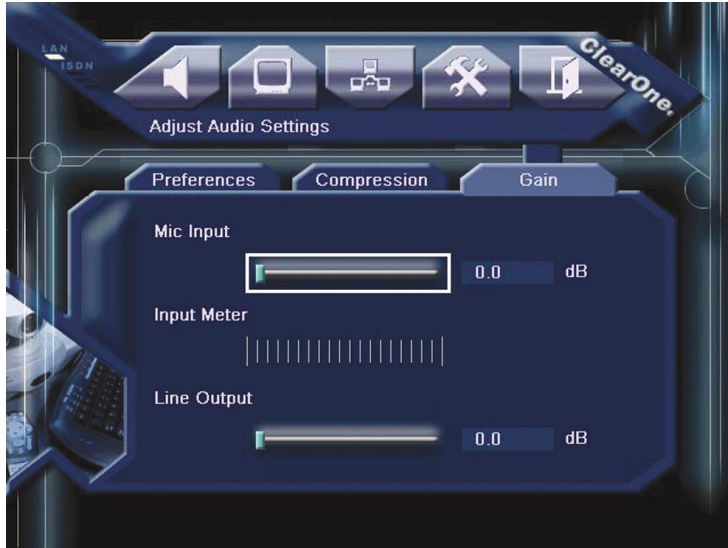 LAN
ISDN
ClearOne.
Adjust Audio Settings
Preferences
Compression
Gain
Mic Input
0.0 dB
Input Meter
Line Output
0.0 dB